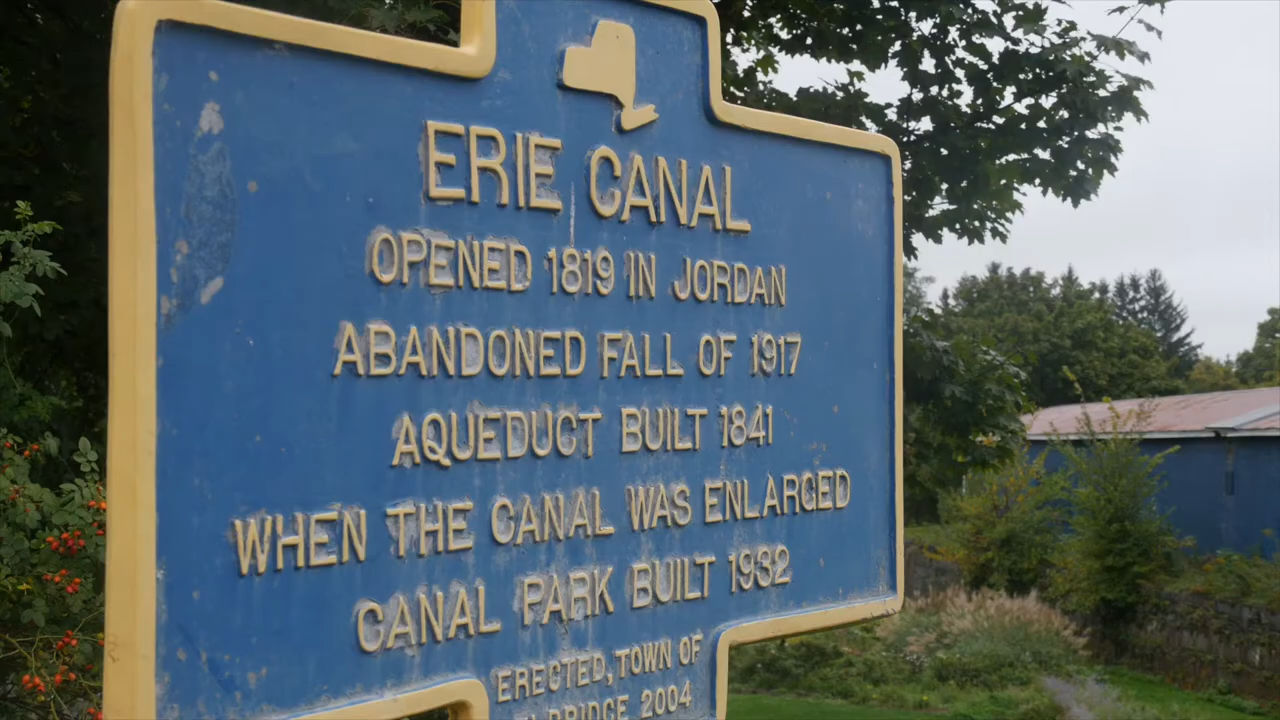 ERIE CANAL
OPENED 1819 IN JORDAN
ABANDONED FALL OF 1917
AQUEDUCT BUILT 1841
WHEN THE CANAL WAS ENLARGED
CANAL PARK BUILT 1932
ERECTED, TOWN OF
BRIDGE 2004